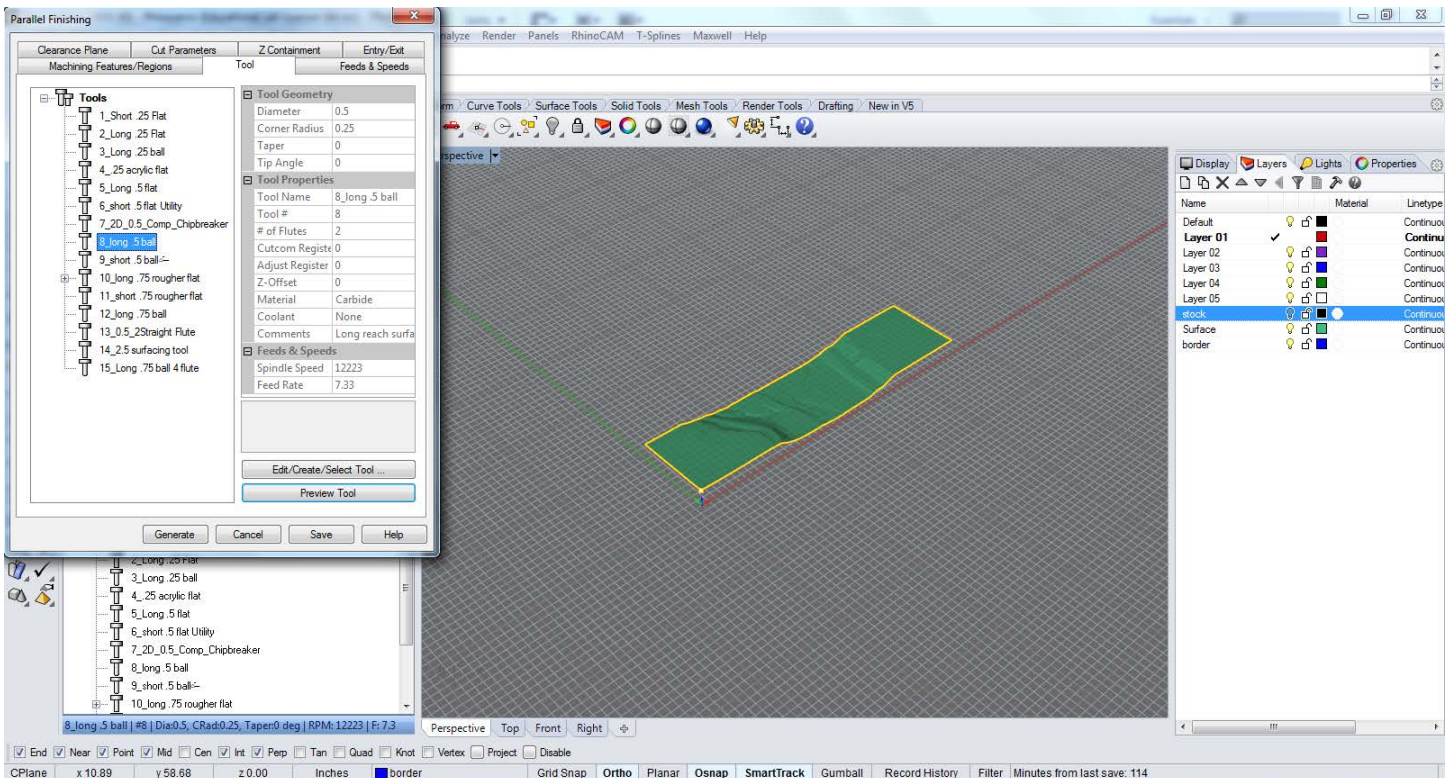 Parallel Finishing
Clearance Plane Cut Parameters Z Containment Entry/Exit
Machining Features/Regions Tool Feeds & Speeds
Tools
1_Short .25 Flat
2_Long .25 Flat
3_Long .25 ball
4_.25 acrylic flat
5_Long .5 flat
6_short .5 flat Utility
7_2D_0.5_Comp_Chipbreaker
8_long .5 ball
9_short .5 ball
10_long .75 rougher flat
11_short .75 rougher flat
12_long .75 ball
13_0.5_2Straight Flute
14_2.5 surfacing tool
15_Long .75 ball 4 flute
Tool Geometry
Diameter 0.5
Corner Radius 0.25
Taper 0
Tip Angle 0
Tool Properties
Tool Name 8_long .5 ball
Tool # 8
# of Flutes 2
Cutcom Registe 0
Adjust Register 0
Z-Offset 0
Material Carbide
Coolant None
Comments Long reach surfa
Feeds & Speeds
Spindle Speed 12223
Feed Rate 7.33
Edit/Create/Select Tool ...
Preview Tool
Generate Cancel Save Help
nalyze Render Panels RhinoCAM T-Splines Maxwell Help
rm Curve Tools Surface Tools Solid Tools Mesh Tools Render Tools Drafting New in V5
rspective
Display Layers Lights Properties
Name Material Linetype
Default Continuou
Layer 01 Continu
Layer 02 Continuou
Layer 03 Continuou
Layer 04 Continuou
Layer 05 Continuou
stock Continuou
Surface Continuou
border Continuou
2_Long .25 Flat
3_Long .25 ball
4_.25 acrylic flat
5_Long .5 flat
6_short .5 flat Utility
7_2D_0.5_Comp_Chipbreaker
8_long .5 ball
9_short .5 ball
10_long .75 rougher flat
8_long .5 ball | #8 | Dia:0.5, CRad:0.25, Taper:0 deg | RPM: 12223 | F: 7.3
Perspective Top Front Right
End Near Point Mid Cen Int Perp Tan Quad Knot Vertex Project Disable
CPlane x 10.89 y 58.68 z 0.00 Inches border Grid Snap Ortho Planar Osnap SmartTrack Gumball Record History Filter Minutes from last save: 114